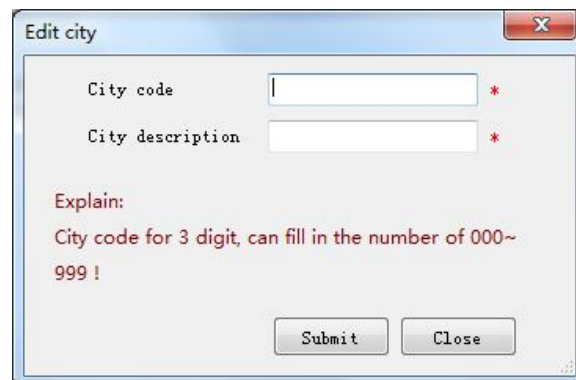 Edit city
City code *
City description *
Explain:
City code for 3 digit, can fill in the number of 000~
999 !
Submit Close